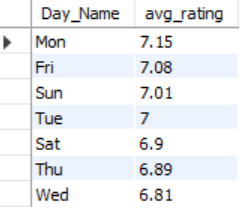 Day_Name avg_rating
Mon 7.15
Fri 7.08
Sun 7.01
Tue 7
Sat 6.9
Thu 6.89
Wed 6.81